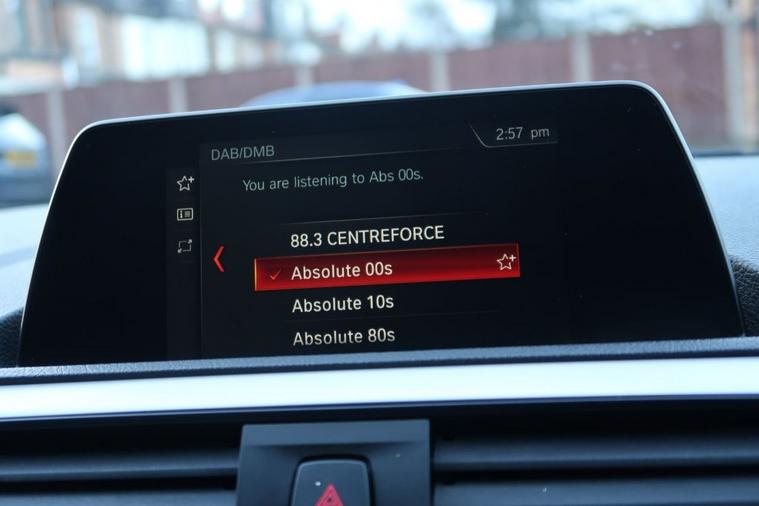 DAB/DMB
2:57 pm
You are listening to Abs 00s.
88.3 CENTREFORCE
Absolute 00s
Absolute 10s
Absolute 80s